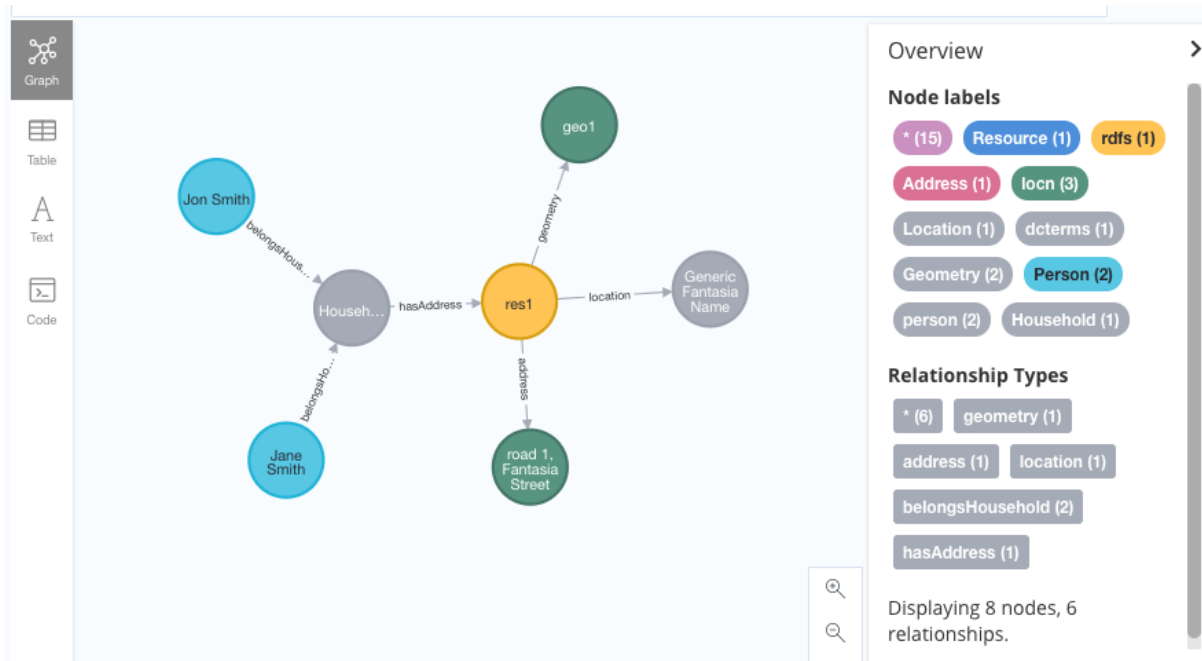 Graph
Table
Text
Code
Jon Smith
belongsHous...
Househ...
belongsHo...
Jane
Smith
hasAddress
res1
geometry
geo1
location
Generic
Fantasia
Name
address
road 1,
Fantasia
Street
Overview
Node labels
* (15) Resource (1) rdfs (1)
Address (1) locn (3)
Location (1) dcterms (1)
Geometry (2) Person (2)
person (2) Household (1)
Relationship Types
* (6) geometry (1)
address (1) location (1)
belongsHousehold (2)
hasAddress (1)
Displaying 8 nodes, 6
relationships.